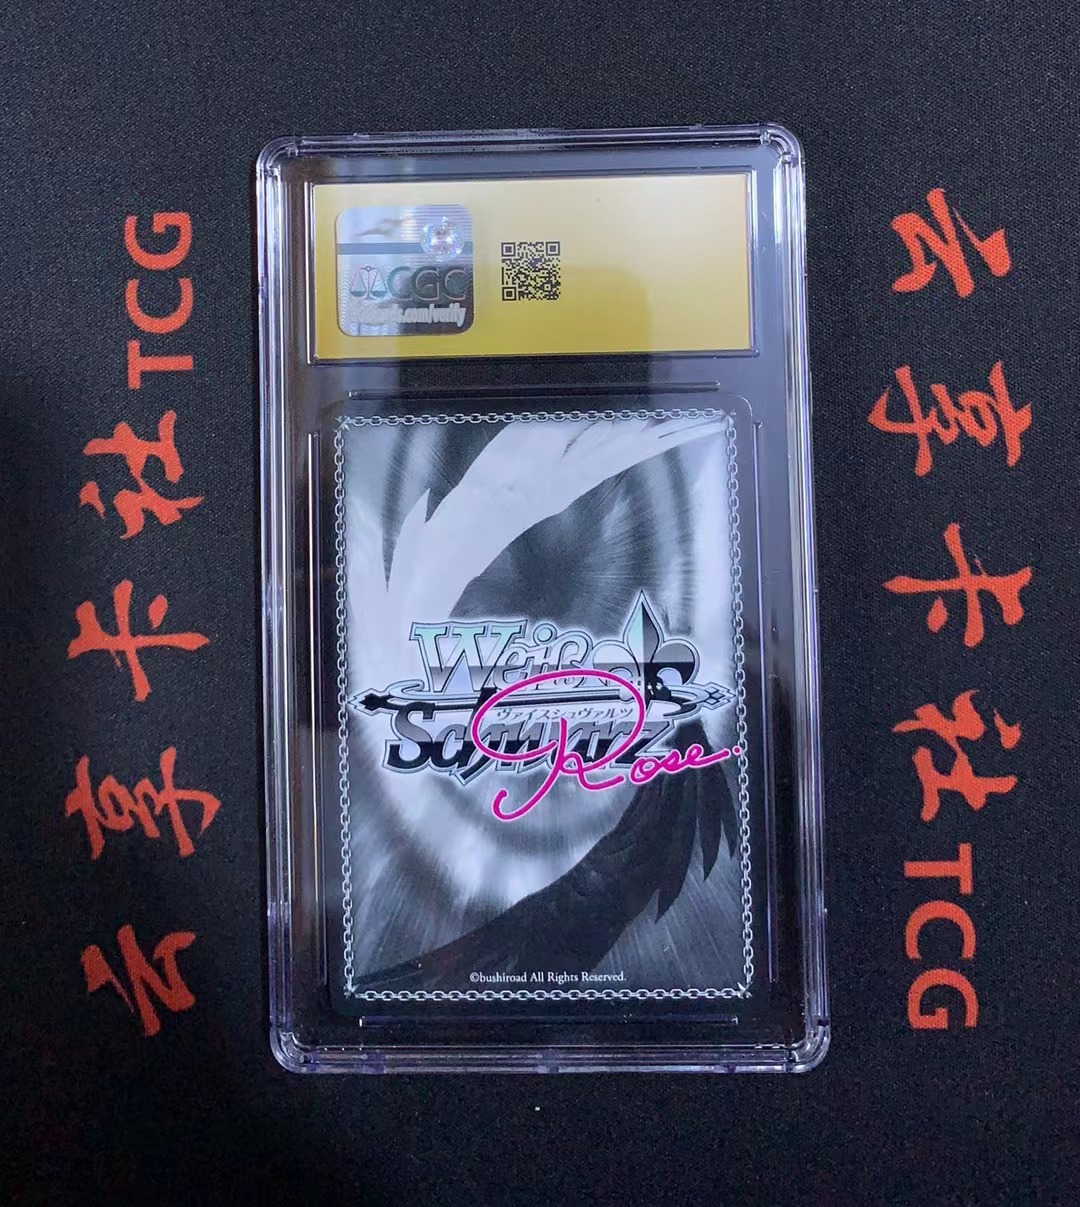 CGC
cards.com/verify
Weiß
ヴァイスシュヴァルツ
Schwarz
Rose.
©bushiroad All Rights Reserved.
云享卡社TCG
云享卡社TCG